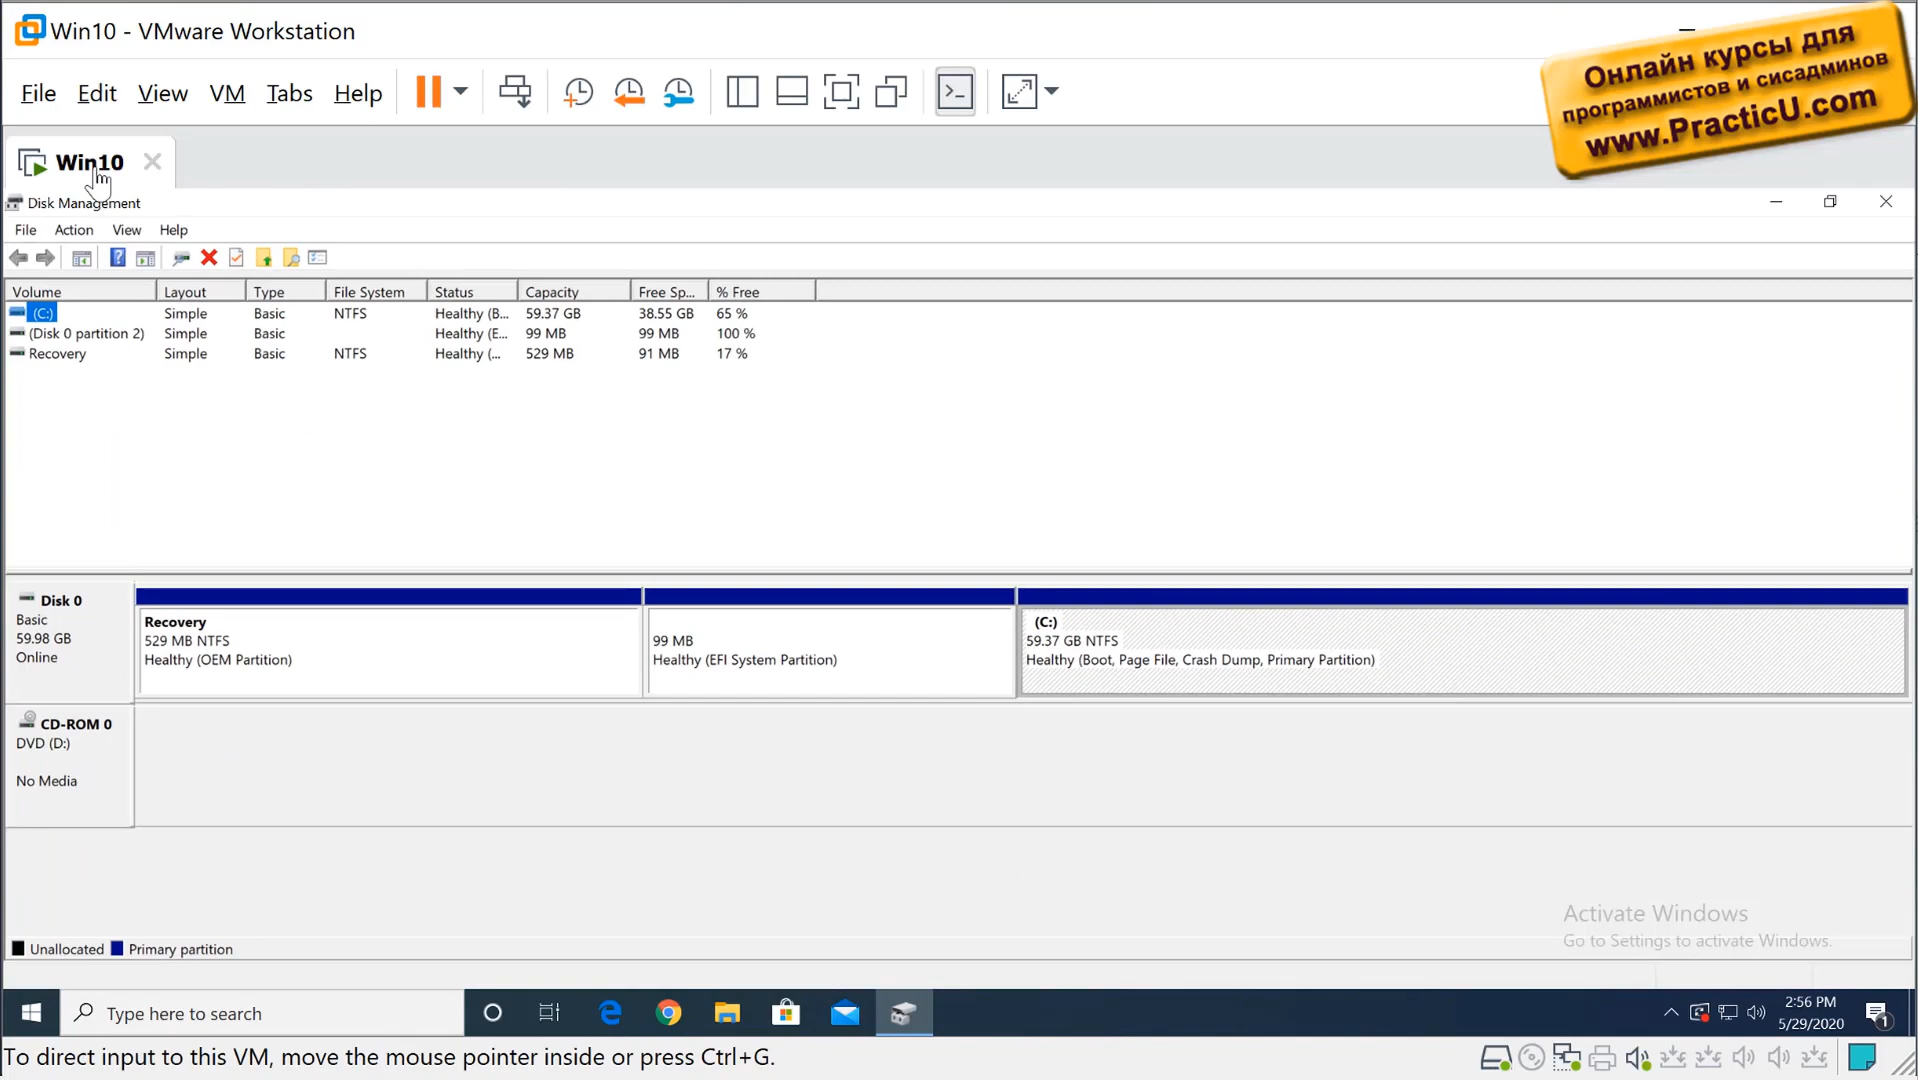 Win10 - VMware Workstation
Онлайн курсы для
программистов и сисадминов
www.PracticU.com
File Edit View VM Tabs Help
Win10
Disk Management
File Action View Help
Volume Layout Type File System Status Capacity Free Sp... % Free
(C:) Simple Basic NTFS Healthy (B... 59.37 GB 38.55 GB 65 %
(Disk 0 partition 2) Simple Basic Healthy (E... 99 MB 99 MB 100 %
Recovery Simple Basic NTFS Healthy (... 529 MB 91 MB 17 %
Disk 0
Basic
59.98 GB
Online
Recovery
529 MB NTFS
Healthy (OEM Partition)
99 MB
Healthy (EFI System Partition)
(C:)
59.37 GB NTFS
Healthy (Boot, Page File, Crash Dump, Primary Partition)
CD-ROM 0
DVD (D:)
No Media
Activate Windows
Go to Settings to activate Windows.
Unallocated Primary partition
Type here to search
2:56 PM
5/29/2020
1
To direct input to this VM, move the mouse pointer inside or press Ctrl+G.